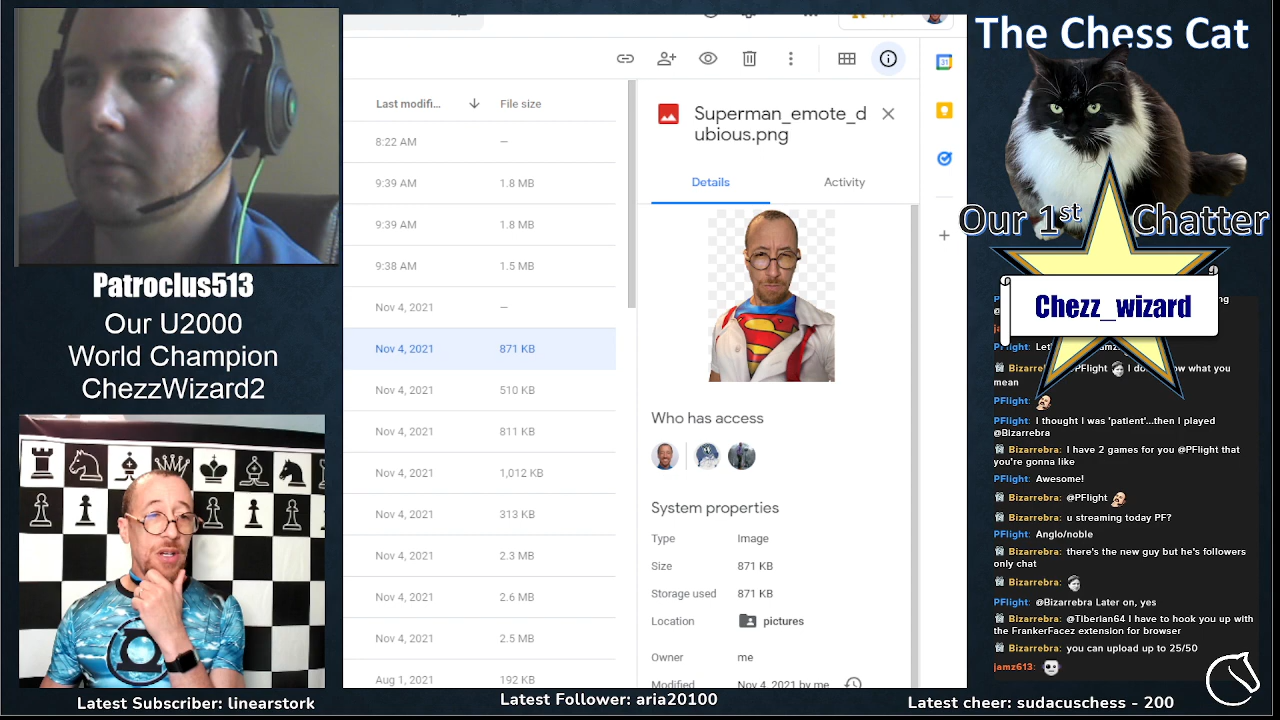 The Chess Cat
Our 1st Chatter
Chezz_wizard
Patroclus513
Our U2000
World Champion
ChezzWizard2
Last modifi...
File size
8:22 AM
–
9:39 AM
1.8 MB
9:39 AM
1.8 MB
9:38 AM
1.5 MB
Nov 4, 2021
–
Nov 4, 2021
871 KB
Nov 4, 2021
510 KB
Nov 4, 2021
811 KB
Nov 4, 2021
1,012 KB
Nov 4, 2021
313 KB
Nov 4, 2021
2.3 MB
Nov 4, 2021
2.6 MB
Nov 4, 2021
2.5 MB
Aug 1, 2021
192 KB
Superman_emote_d
ubious.png
Details
Activity
Who has access
System properties
Type
Image
Size
871 KB
Storage used
871 KB
Location
pictures
Owner
me
Modified
Nov 4, 2021 by me
31
PFlight
what you
mean
PFlight:
PFlight: I thought I was 'patient'...then I played
@Bizarrebra
Bizarrebra: I have 2 games for you @PFlight that
you're gonna like
PFlight: Awesome!
Bizarrebra: @PFlight
Bizarrebra: u streaming today PF?
PFlight: Anglo/noble
Bizarrebra: there's the new guy but he's followers
only chat
Bizarrebra:
PFlight: @Bizarrebra Later on, yes
Bizarrebra: @Tiberian64 I have to hook you up with
the FrankerFacez extension for browser
Bizarrebra: you can upload up to 25/50
jamz613:
Latest Subscriber: linearstork
Latest Follower: aria20100
Latest cheer: sudacuschess - 200